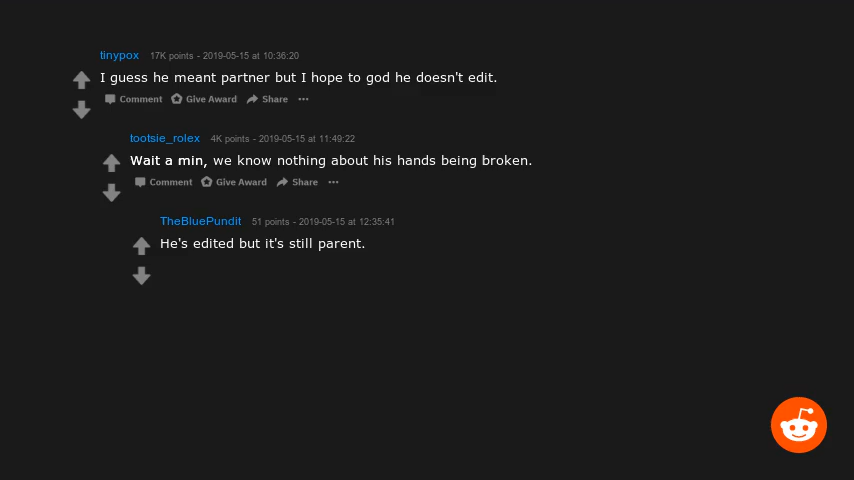 tinypox 17K points - 2019-05-15 at 10:36:20
I guess he meant partner but I hope to god he doesn't edit.
Comment Give Award Share ...
tootsie_rolex 4K points - 2019-05-15 at 11:49:22
Wait a min, we know nothing about his hands being broken.
Comment Give Award Share ...
TheBluePundit 51 points - 2019-05-15 at 12:35:41
He's edited but it's still parent.